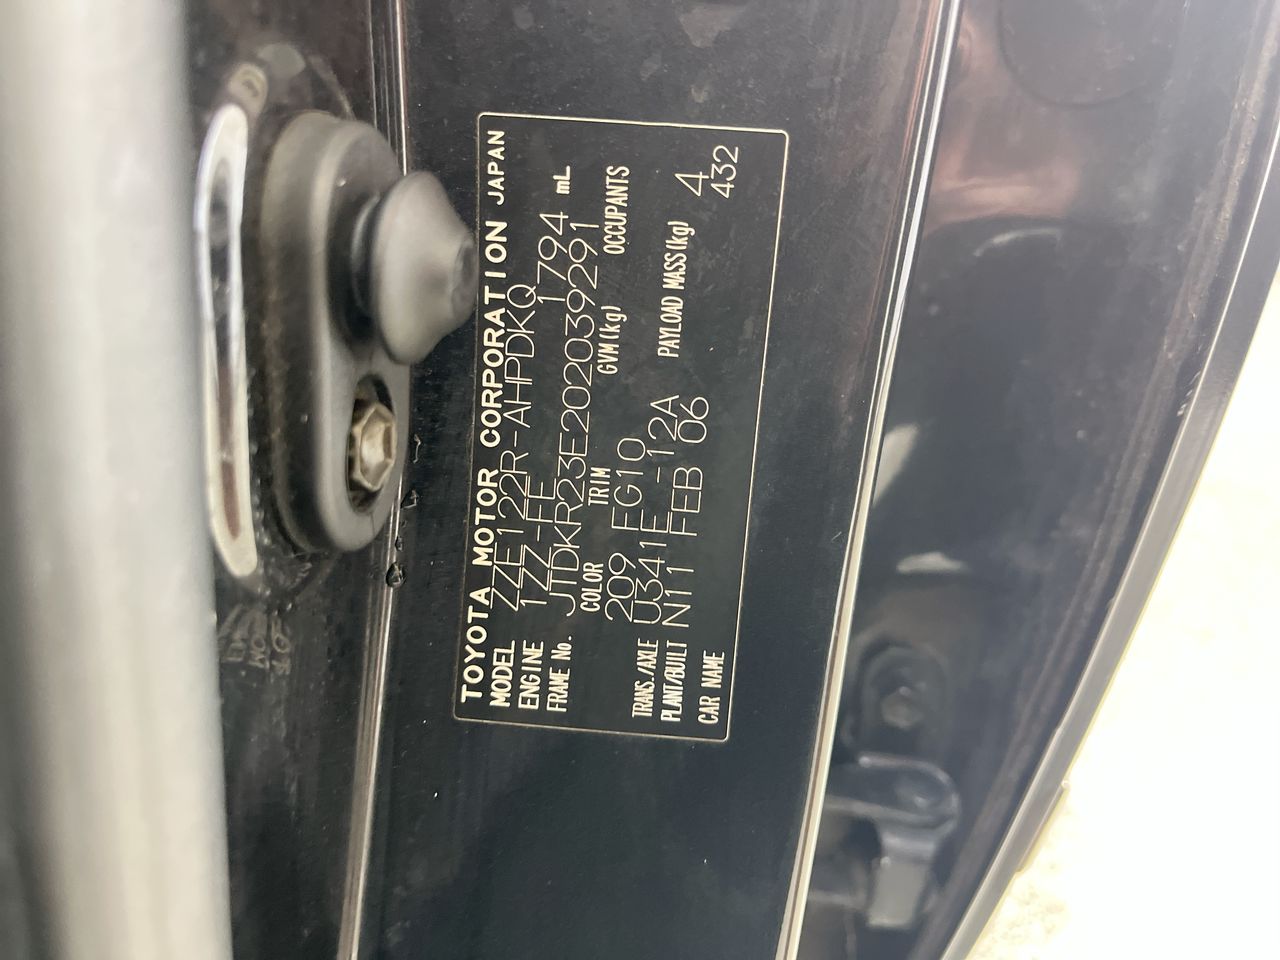 TOYOTA MOTOR CORPORATION JAPAN
MODEL ZZE122R-AHPDKQ
ENGINE 1ZZ-FE 1794 mL
FRAME No. JTDKR23E202039291
COLOR TRIM GVM(kg) OCCUPANTS
209 FG10 4
TRANS./AXLE U341E -12A PAYLOAD MASS(kg) 432
PLANT/BUILT N11 FEB 06
CAR NAME